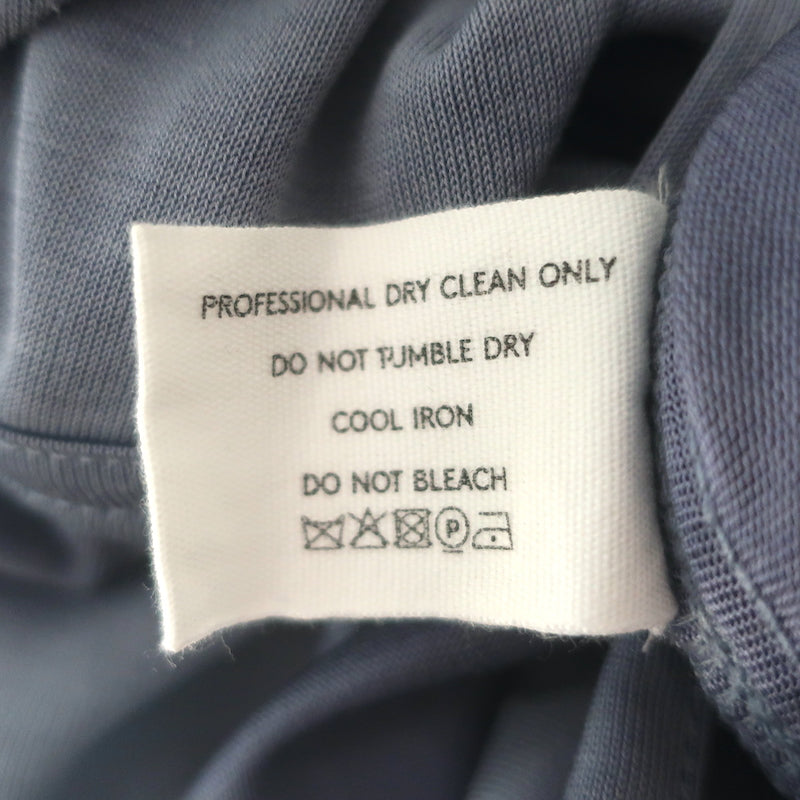 PROFESSIONAL DRY CLEAN ONLY
DO NOT TUMBLE DRY
COOL IRON
DO NOT BLEACH
P